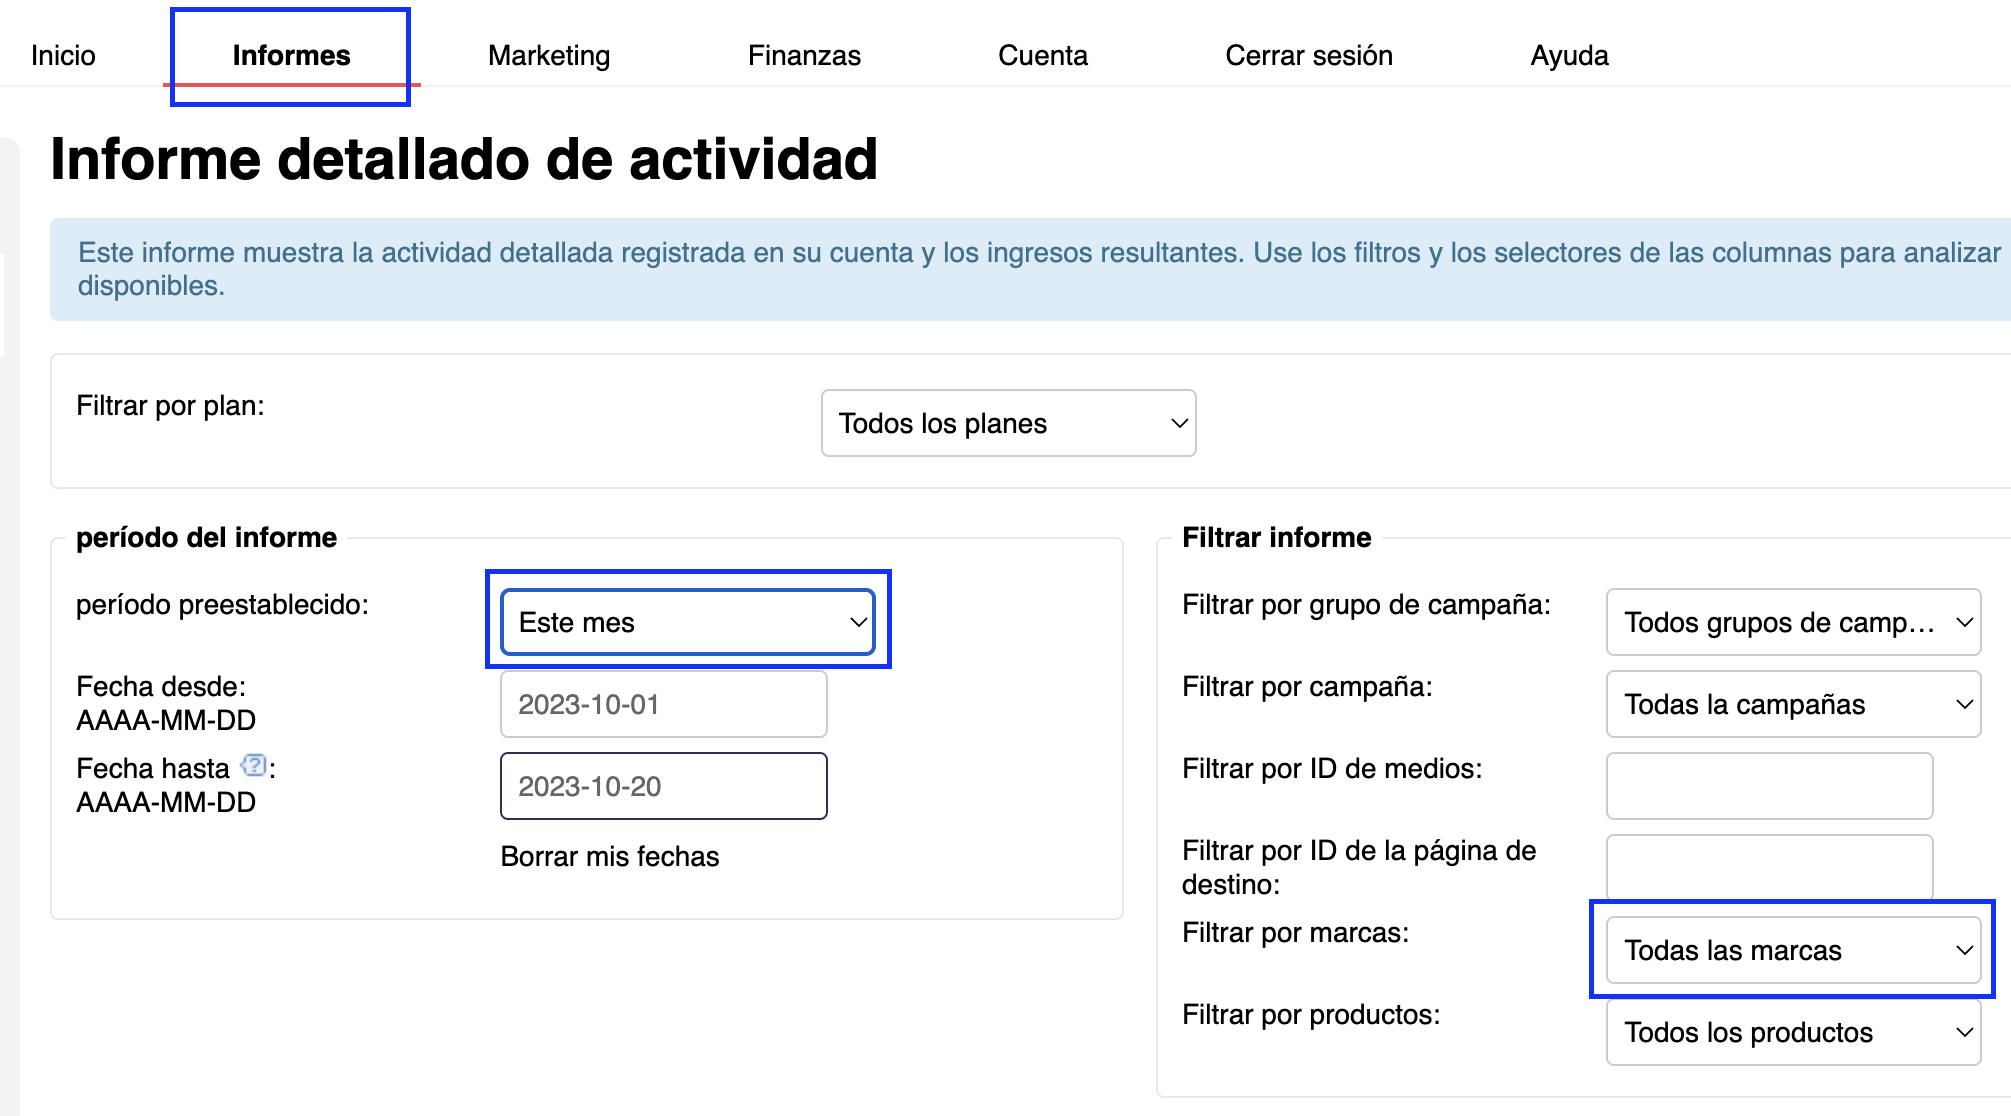 Inicio Informes Marketing Finanzas Cuenta Cerrar sesión Ayuda
Informe detallado de actividad
Este informe muestra la actividad detallada registrada en su cuenta y los ingresos resultantes. Use los filtros y los selectores de las columnas para analizar
disponibles.
Filtrar por plan:
Todos los planes
período del informe
período preestablecido:
Este mes
Fecha desde:
AAAA-MM-DD
2023-10-01
Fecha hasta ?:
AAAA-MM-DD
2023-10-20
Borrar mis fechas
Filtrar informe
Filtrar por grupo de campaña:
Todos grupos de camp...
Filtrar por campaña:
Todas la campañas
Filtrar por ID de medios:
Filtrar por ID de la página de
destino:
Filtrar por marcas:
Todas las marcas
Filtrar por productos:
Todos los productos